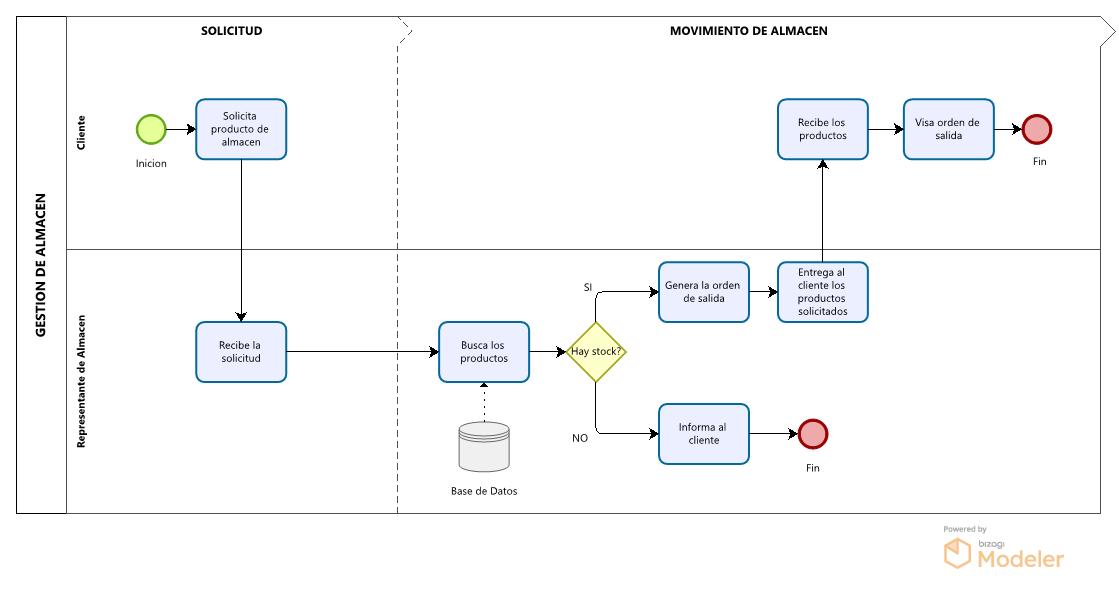 SOLICITUD
MOVIMIENTO DE ALMACEN
GESTION DE ALMACEN
Cliente
Inicion
Solicita
producto de
almacen
Recibe los
productos
Visa orden de
salida
Fin
Representante de Almacen
Recibe la
solicitud
Busca los
productos
Base de Datos
Hay stock?
SI
Genera la orden
de salida
Entrega al
cliente los
productos
solicitados
NO
Informa al
cliente
Fin
Powered by
bizagi
Modeler